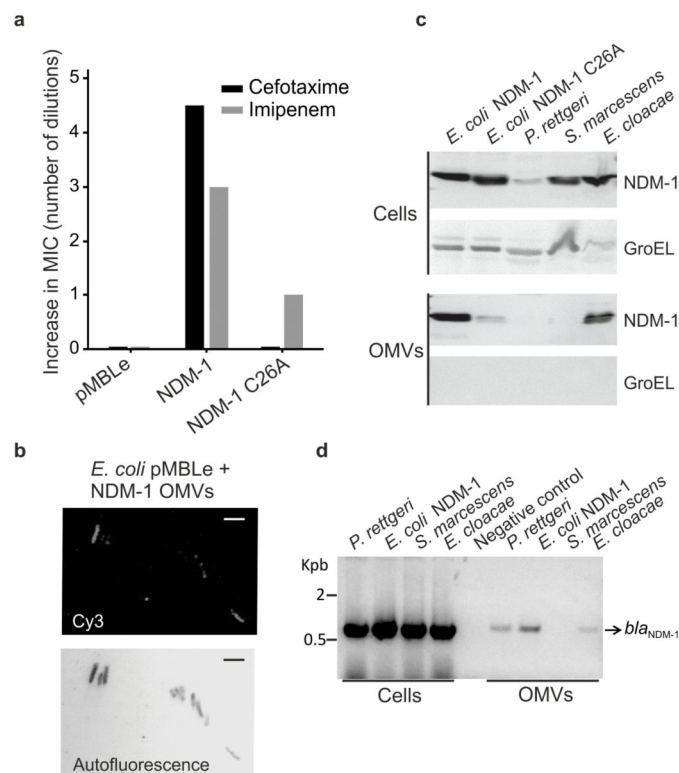 a
Increase in MIC (number of dilutions)
5
4
3
2
1
0
Cefotaxime
Imipenem
pMBLe
NDM-1
NDM-1 C26A
b
E. coli pMBLe +
NDM-1 OMVs
Cy3
Autofluorescence
c
E. coli NDM-1
E. coli NDM-1 C26A
P. rettgeri
S. marcescens
E. cloacae
Cells
NDM-1
GroEL
OMVs
NDM-1
GroEL
d
P. rettgeri
E. coli NDM-1
S. marcescens
E. cloacae
Negative control
P. rettgeri
E. coli NDM-1
S. marcescens
E. cloacae
Kpb
2
0.5
blaNDM-1
Cells
OMVs